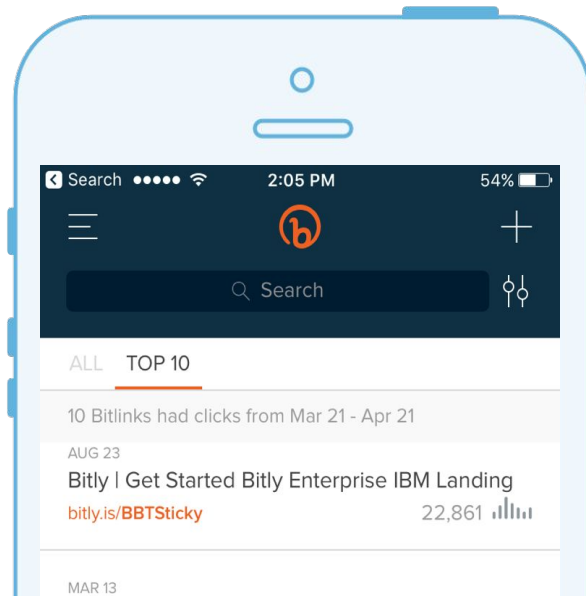 Search 2:05 PM 54%
b
Search
ALL TOP 10
10 Bitlinks had clicks from Mar 21 - Apr 21
AUG 23
Bitly | Get Started Bitly Enterprise IBM Landing
bitly.is/BBTSticky 22,861
MAR 13